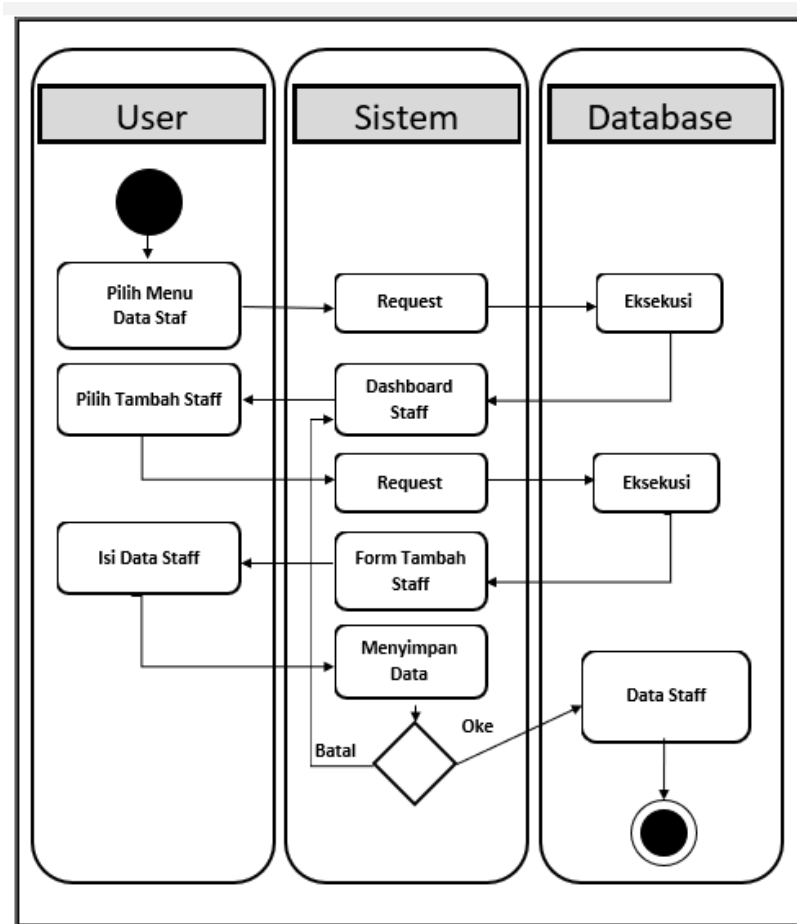 User
Sistem
Database
Pilih Menu
Data Staf
Request
Eksekusi
Pilih Tambah Staff
Dashboard
Staff
Request
Eksekusi
Isi Data Staff
Form Tambah
Staff
Menyimpan
Data
Data Staff
Oke
Batal